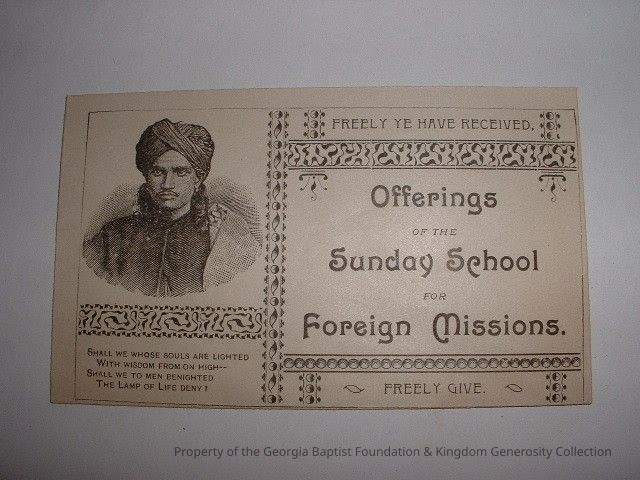 FREELY YE HAVE RECEIVED,
Offerings
OF THE
Sunday School
FOR
Foreign Missions.
FREELY GIVE.
SHALL WE WHOSE SOULS ARE LIGHTED
WITH WISDOM FROM ON HIGH--
SHALL WE TO MEN BENIGHTED
THE LAMP OF LIFE DENY?
Property of the Georgia Baptist Foundation & Kingdom Generosity Collection